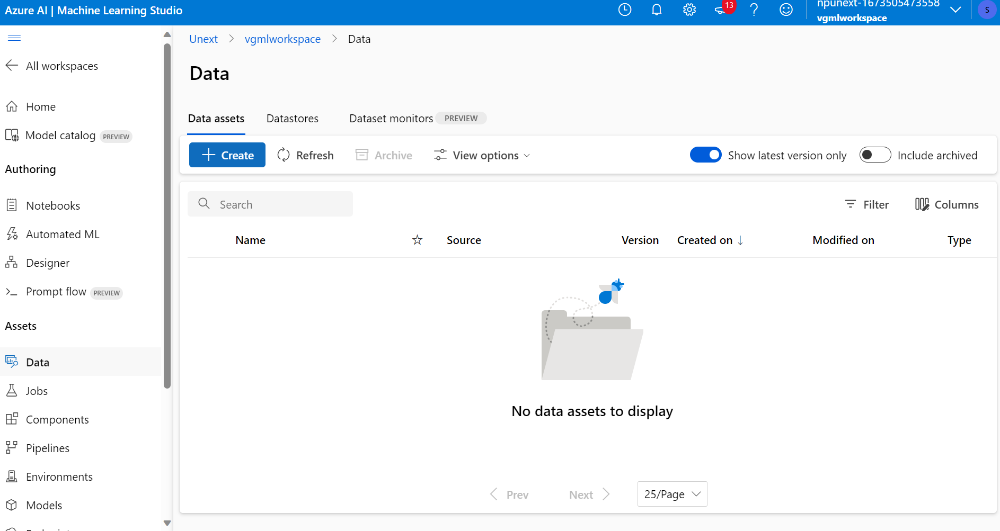 Azure AI | Machine Learning Studio
13
npunext-1673505473558
vgmlworkspace
S
All workspaces
Home
Model catalog PREVIEW
Authoring
Notebooks
Automated ML
Designer
Prompt flow PREVIEW
Assets
Data
Jobs
Components
Pipelines
Environments
Models
Unext > vgmlworkspace > Data
Data
Data assets Datastores Dataset monitors PREVIEW
Create Refresh Archive View options Show latest version only Include archived
Search Filter Columns
Name Source Version Created on Modified on Type
No data assets to display
Prev Next 25/Page